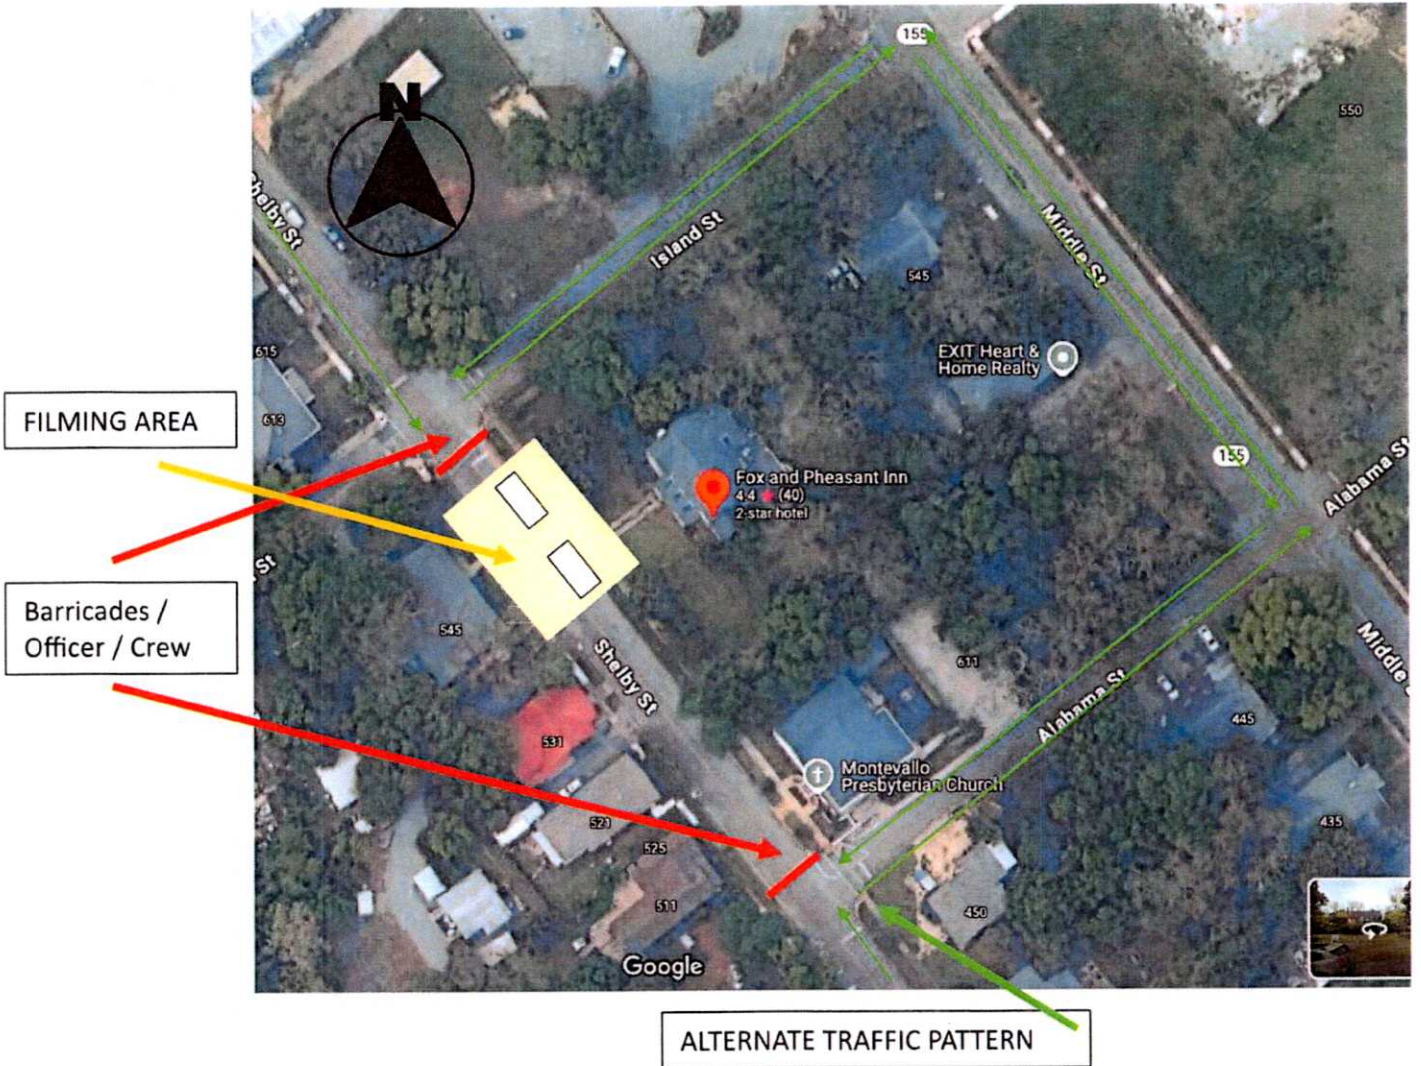 N
155
550
Shelby St
Island St
Middle St
545
EXIT Heart &
Home Realty
615
613
FILMING AREA
155
Alabama St
Fox and Pheasant Inn
4.4 ★ (40)
2-star hotel
St
Barricades /
Officer / Crew
545
Shelby St
611
Middle
Alabama St
445
531
Montevallo
Presbyterian Church
521
525
435
511
450
Google
ALTERNATE TRAFFIC PATTERN